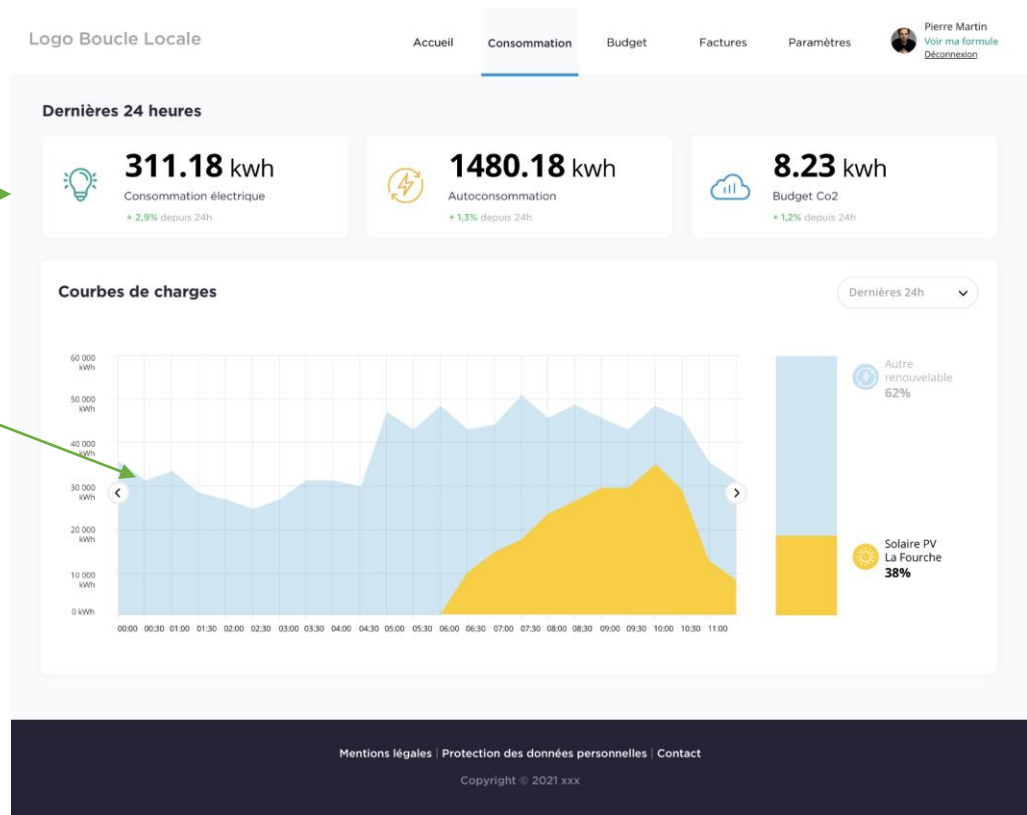 Logo Boucle Locale
Accueil
Consommation
Budget
Factures
Paramètres
Pierre Martin
Voir ma formule
Déconnexion
Dernières 24 heures
311.18 kwh
Consommation électrique
+ 2,9% depuis 24h
1480.18 kwh
Autoconsommation
+ 1,3% depuis 24h
8.23 kwh
Budget Co2
+ 1,2% depuis 24h
Courbes de charges
Dernières 24h
60 000
kWh
50 000
kWh
40 000
kWh
30 000
kWh
20 000
kWh
10 000
kWh
0 kWh
00:00 00:30 01:00 01:30 02:00 02:30 03:00 03:30 04:00 04:30 05:00 05:30 06:00 06:30 07:00 07:30 08:00 08:30 09:00 09:30 10:00 10:30 11:00
Autre
renouvelable
62%
Solaire PV
La Fourche
38%
Mentions légales | Protection des données personnelles | Contact
Copyright © 2021 xxx